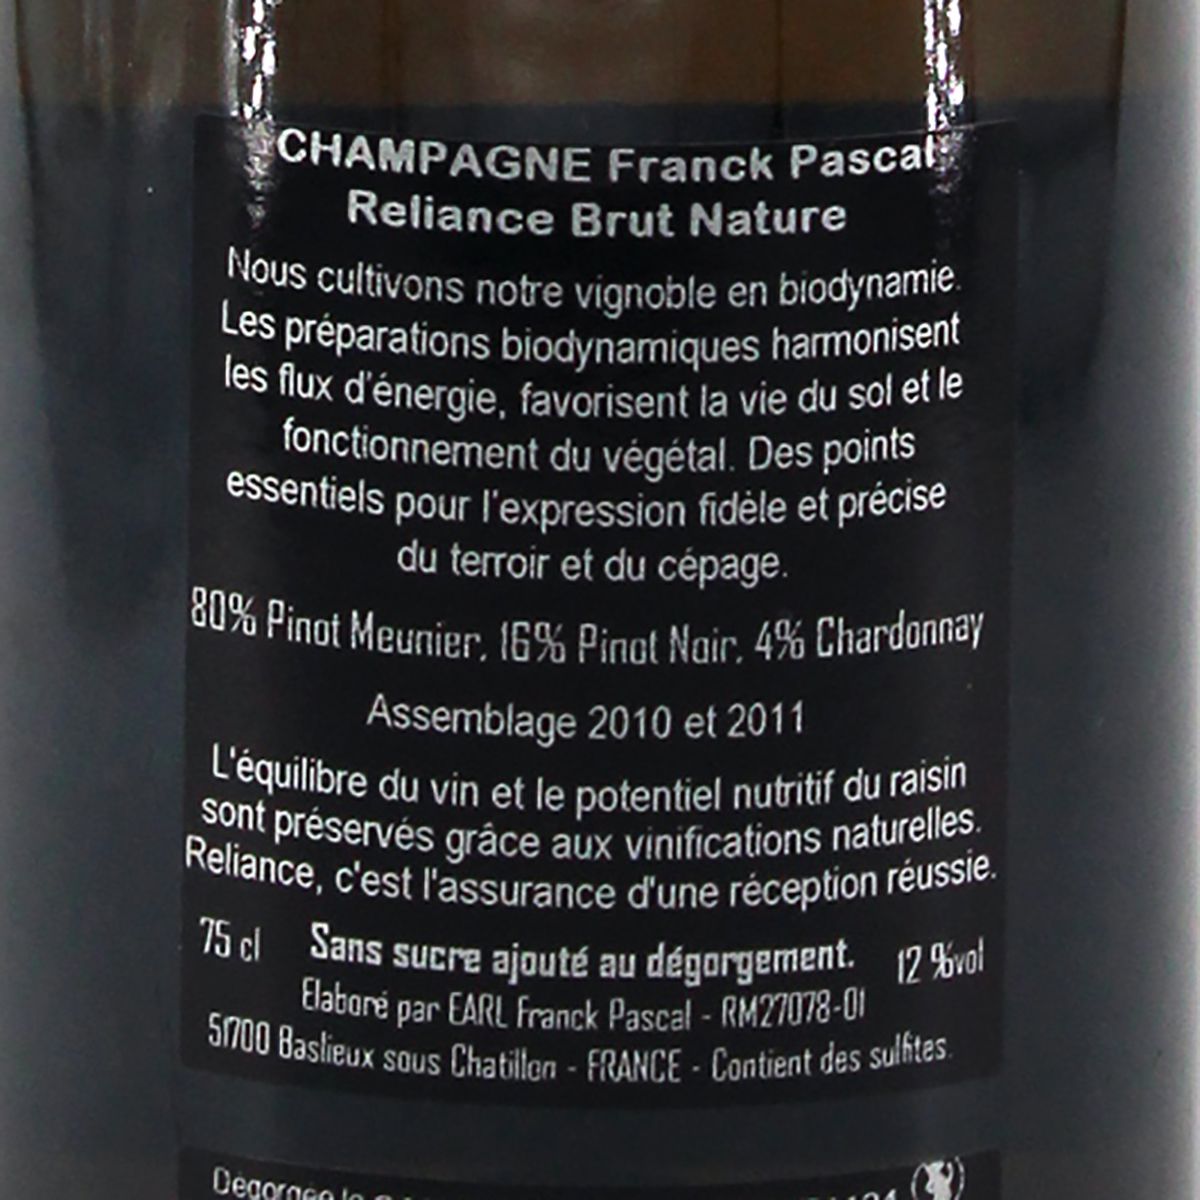 CHAMPAGNE Franck Pascal
Reliance Brut Nature
Nous cultivons notre vignoble en biodynamie.
Les préparations biodynamiques harmonisent
les flux d'énergie, favorisent la vie du sol et le
fonctionnement du végétal. Des points
essentiels pour l'expression fidèle et précise
du terroir et du cépage.
80% Pinot Meunier, 16% Pinot Noir, 4% Chardonnay
Assemblage 2010 et 2011
L'équilibre du vin et le potentiel nutritif du raisin
sont préservés grâce aux vinifications naturelles.
Reliance, c'est l'assurance d'une réception réussie.
75 cl Sans sucre ajouté au dégorgement. 12 %vol
Elaboré par EARL Franck Pascal - RM27078-01
51700 Baslieux sous Chatillon - FRANCE - Contient des sulfites.
Dégorgée le